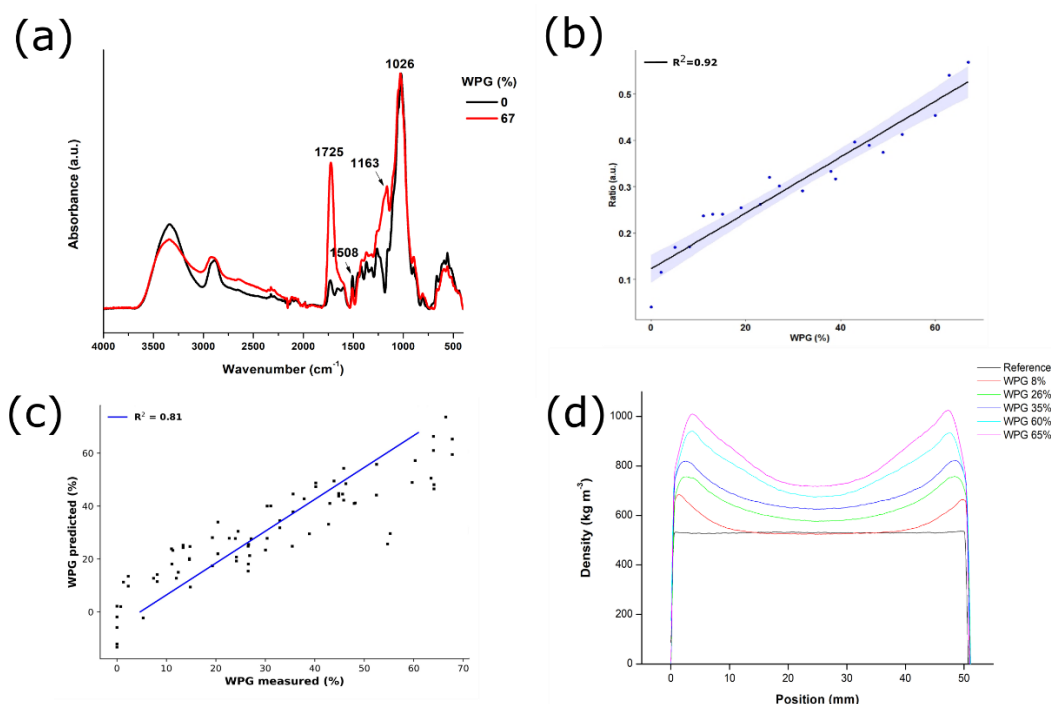 (a)
WPG (%)
0
67
1026
1725
1163
1508
Absorbance (a.u.)
4000 3500 3000 2500 2000 1500 1000 500
Wavenumber (cm⁻¹)
(b)
R²=0.92
0.5
0.4
0.3
0.2
0.1
Ratio (a.u.)
0 20 40 60
WPG (%)
(c)
R² = 0.81
60
40
20
0
WPG predicted (%)
0 10 20 30 40 50 60 70
WPG measured (%)
(d)
Reference
WPG 8%
WPG 26%
WPG 35%
WPG 60%
WPG 65%
1000
800
600
400
200
0
Density (kg m⁻³)
0 10 20 30 40 50
Position (mm)